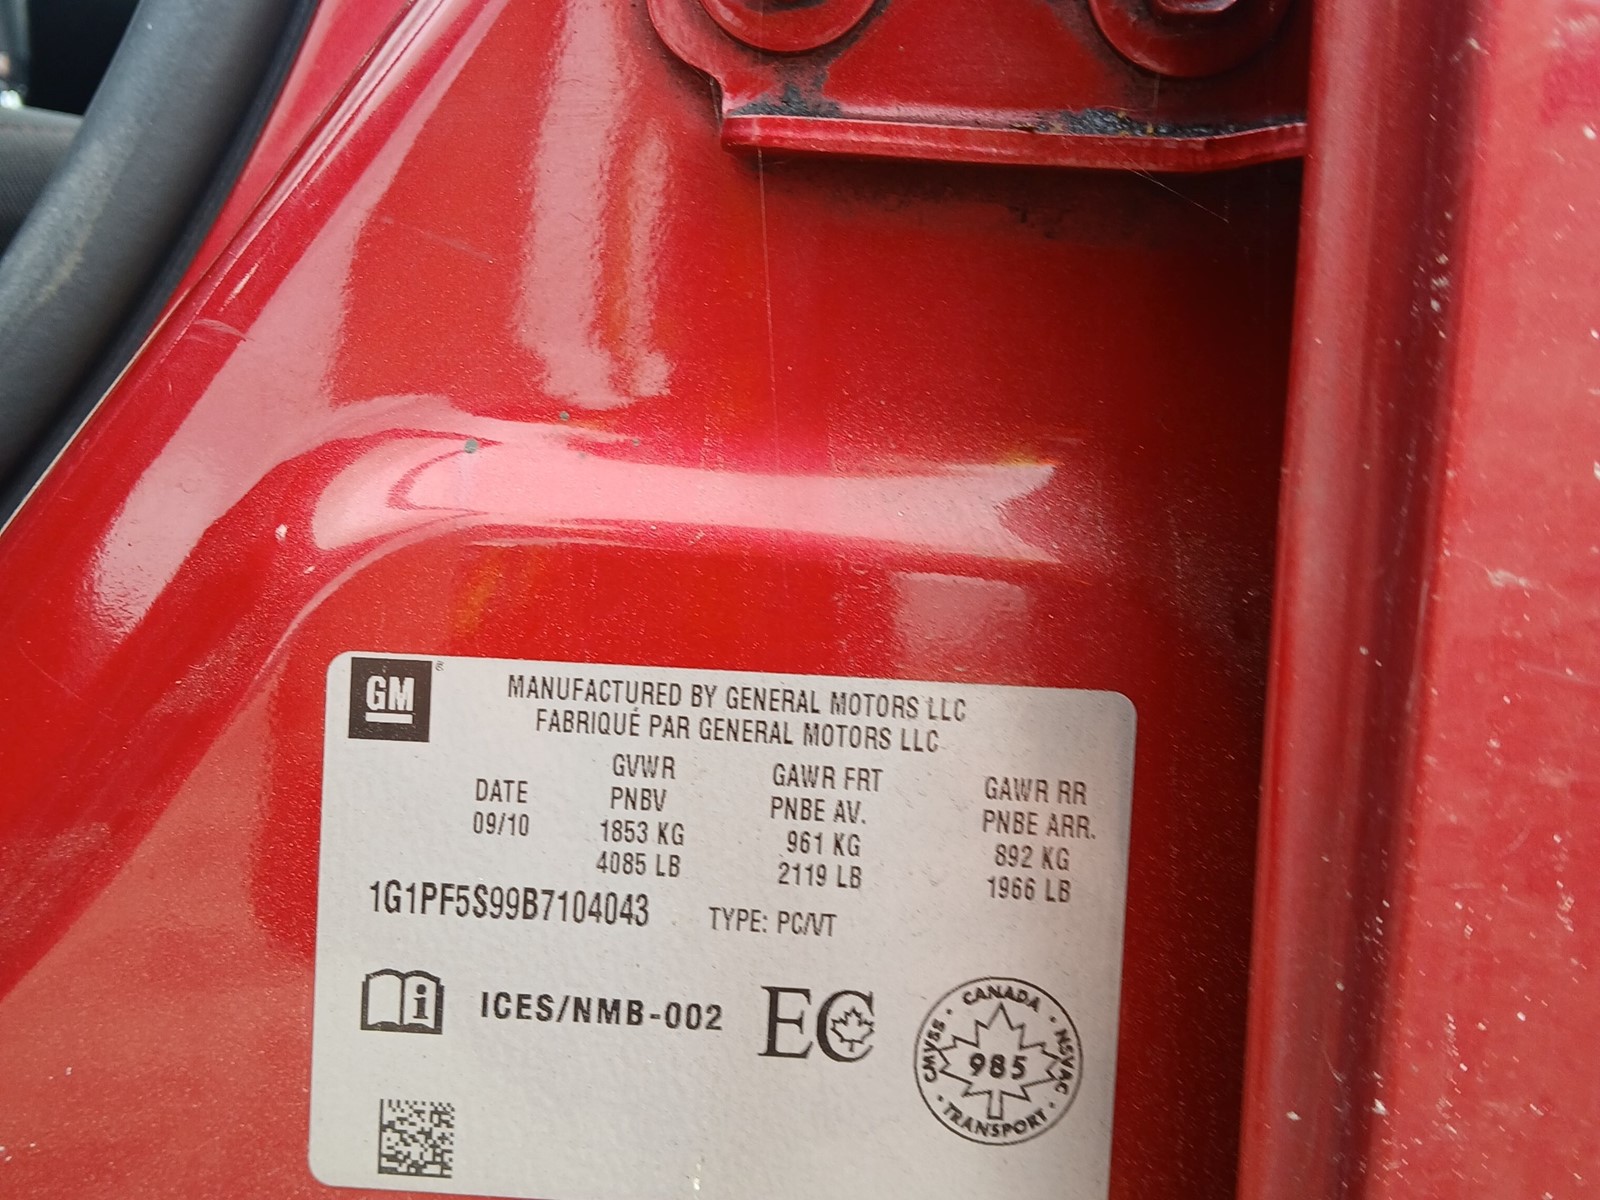 GM ®
MANUFACTURED BY GENERAL MOTORS LLC
FABRIQUÉ PAR GENERAL MOTORS LLC
DATE GVWR GAWR FRT GAWR RR
09/10 PNBV PNBE AV. PNBE ARR.
1853 KG 961 KG 892 KG
4085 LB 2119 LB 1966 LB
1G1PF5S99B7104043 TYPE: PC/VT
i ICES/NMB-002 EC
CANADA
CMVSS 985 NSVAC
TRANSPORT